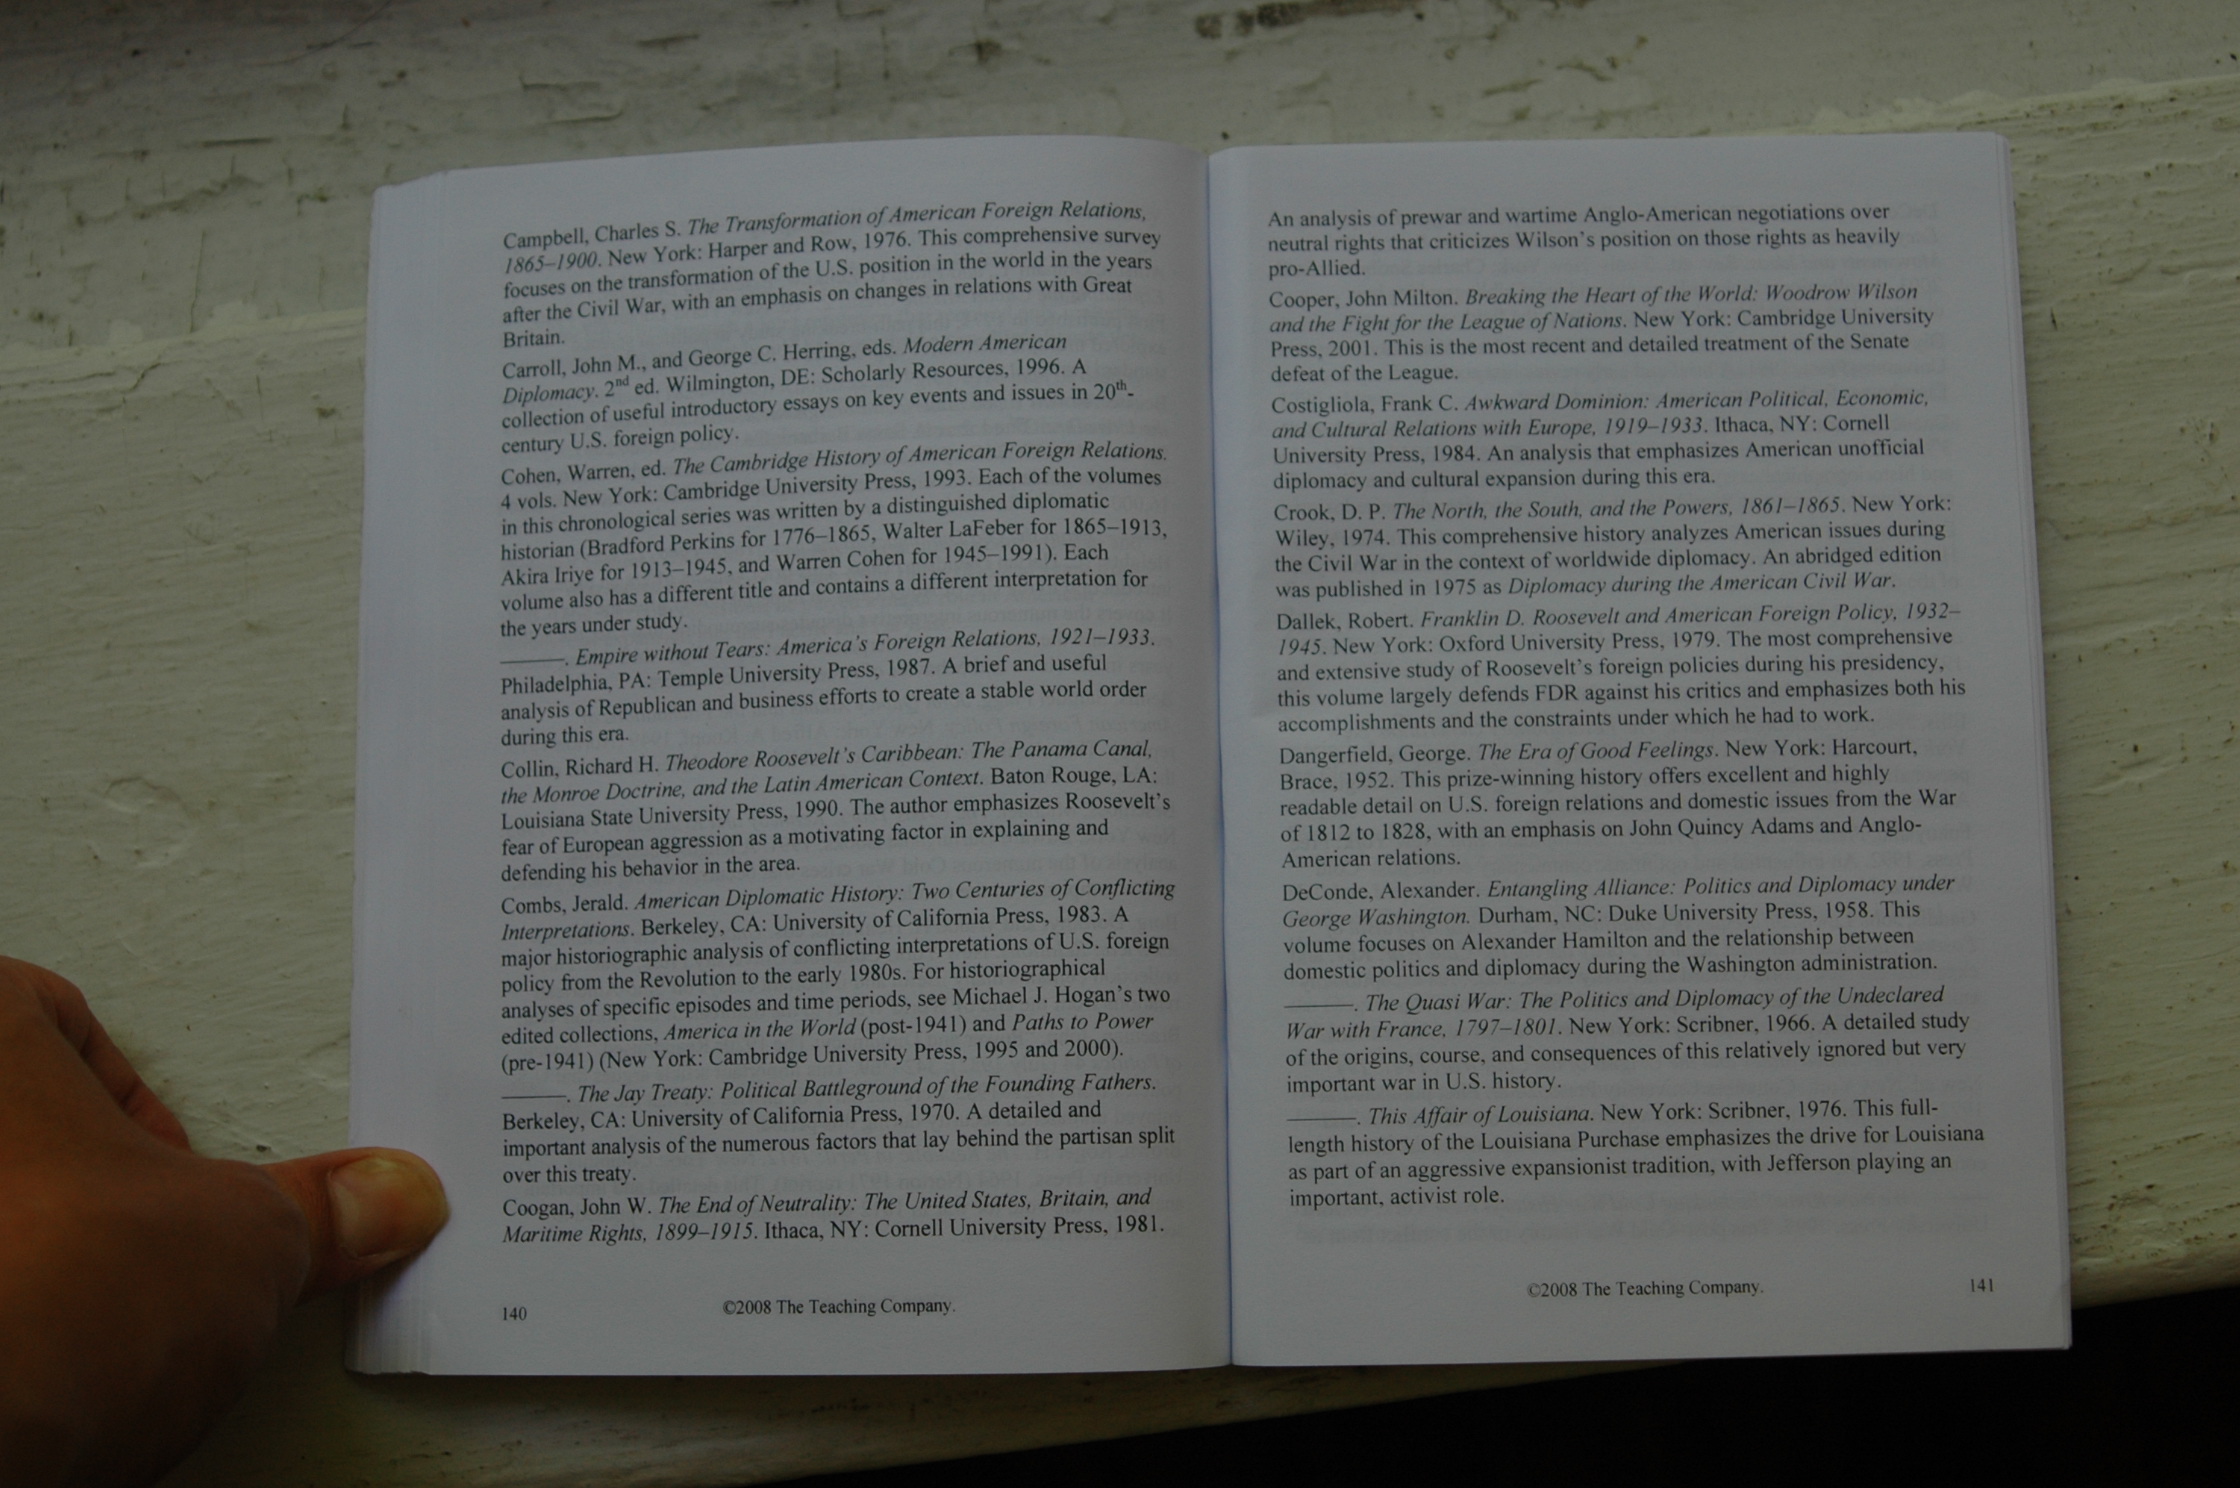 Campbell, Charles S. The Transformation of American Foreign Relations,
1865–1900. New York: Harper and Row, 1976. This comprehensive survey
focuses on the transformation of the U.S. position in the world in the years
after the Civil War, with an emphasis on changes in relations with Great
Britain.
Carroll, John M., and George C. Herring, eds. Modern American
Diplomacy. 2nd ed. Wilmington, DE: Scholarly Resources, 1996. A
collection of useful introductory essays on key events and issues in 20th-
century U.S. foreign policy.
Cohen, Warren, ed. The Cambridge History of American Foreign Relations.
4 vols. New York: Cambridge University Press, 1993. Each of the volumes
in this chronological series was written by a distinguished diplomatic
historian (Bradford Perkins for 1776–1865, Walter LaFeber for 1865–1913,
Akira Iriye for 1913–1945, and Warren Cohen for 1945–1991). Each
volume also has a different title and contains a different interpretation for
the years under study.
———. Empire without Tears: America's Foreign Relations, 1921–1933.
Philadelphia, PA: Temple University Press, 1987. A brief and useful
analysis of Republican and business efforts to create a stable world order
during this era.
Collin, Richard H. Theodore Roosevelt's Caribbean: The Panama Canal,
the Monroe Doctrine, and the Latin American Context. Baton Rouge, LA:
Louisiana State University Press, 1990. The author emphasizes Roosevelt's
fear of European aggression as a motivating factor in explaining and
defending his behavior in the area.
Combs, Jerald. American Diplomatic History: Two Centuries of Conflicting
Interpretations. Berkeley, CA: University of California Press, 1983. A
major historiographic analysis of conflicting interpretations of U.S. foreign
policy from the Revolution to the early 1980s. For historiographical
analyses of specific episodes and time periods, see Michael J. Hogan's two
edited collections, America in the World (post-1941) and Paths to Power
(pre-1941) (New York: Cambridge University Press, 1995 and 2000).
———. The Jay Treaty: Political Battleground of the Founding Fathers.
Berkeley, CA: University of California Press, 1970. A detailed and
important analysis of the numerous factors that lay behind the partisan split
over this treaty.
Coogan, John W. The End of Neutrality: The United States, Britain, and
Maritime Rights, 1899–1915. Ithaca, NY: Cornell University Press, 1981.
140
©2008 The Teaching Company.
An analysis of prewar and wartime Anglo-American negotiations over
neutral rights that criticizes Wilson's position on those rights as heavily
pro-Allied.
Cooper, John Milton. Breaking the Heart of the World: Woodrow Wilson
and the Fight for the League of Nations. New York: Cambridge University
Press, 2001. This is the most recent and detailed treatment of the Senate
defeat of the League.
Costigliola, Frank C. Awkward Dominion: American Political, Economic,
and Cultural Relations with Europe, 1919–1933. Ithaca, NY: Cornell
University Press, 1984. An analysis that emphasizes American unofficial
diplomacy and cultural expansion during this era.
Crook, D. P. The North, the South, and the Powers, 1861–1865. New York:
Wiley, 1974. This comprehensive history analyzes American issues during
the Civil War in the context of worldwide diplomacy. An abridged edition
was published in 1975 as Diplomacy during the American Civil War.
Dallek, Robert. Franklin D. Roosevelt and American Foreign Policy, 1932–
1945. New York: Oxford University Press, 1979. The most comprehensive
and extensive study of Roosevelt's foreign policies during his presidency,
this volume largely defends FDR against his critics and emphasizes both his
accomplishments and the constraints under which he had to work.
Dangerfield, George. The Era of Good Feelings. New York: Harcourt,
Brace, 1952. This prize-winning history offers excellent and highly
readable detail on U.S. foreign relations and domestic issues from the War
of 1812 to 1828, with an emphasis on John Quincy Adams and Anglo-
American relations.
DeConde, Alexander. Entangling Alliance: Politics and Diplomacy under
George Washington. Durham, NC: Duke University Press, 1958. This
volume focuses on Alexander Hamilton and the relationship between
domestic politics and diplomacy during the Washington administration.
———. The Quasi War: The Politics and Diplomacy of the Undeclared
War with France, 1797–1801. New York: Scribner, 1966. A detailed study
of the origins, course, and consequences of this relatively ignored but very
important war in U.S. history.
———. This Affair of Louisiana. New York: Scribner, 1976. This full-
length history of the Louisiana Purchase emphasizes the drive for Louisiana
as part of an aggressive expansionist tradition, with Jefferson playing an
important, activist role.
©2008 The Teaching Company.
141